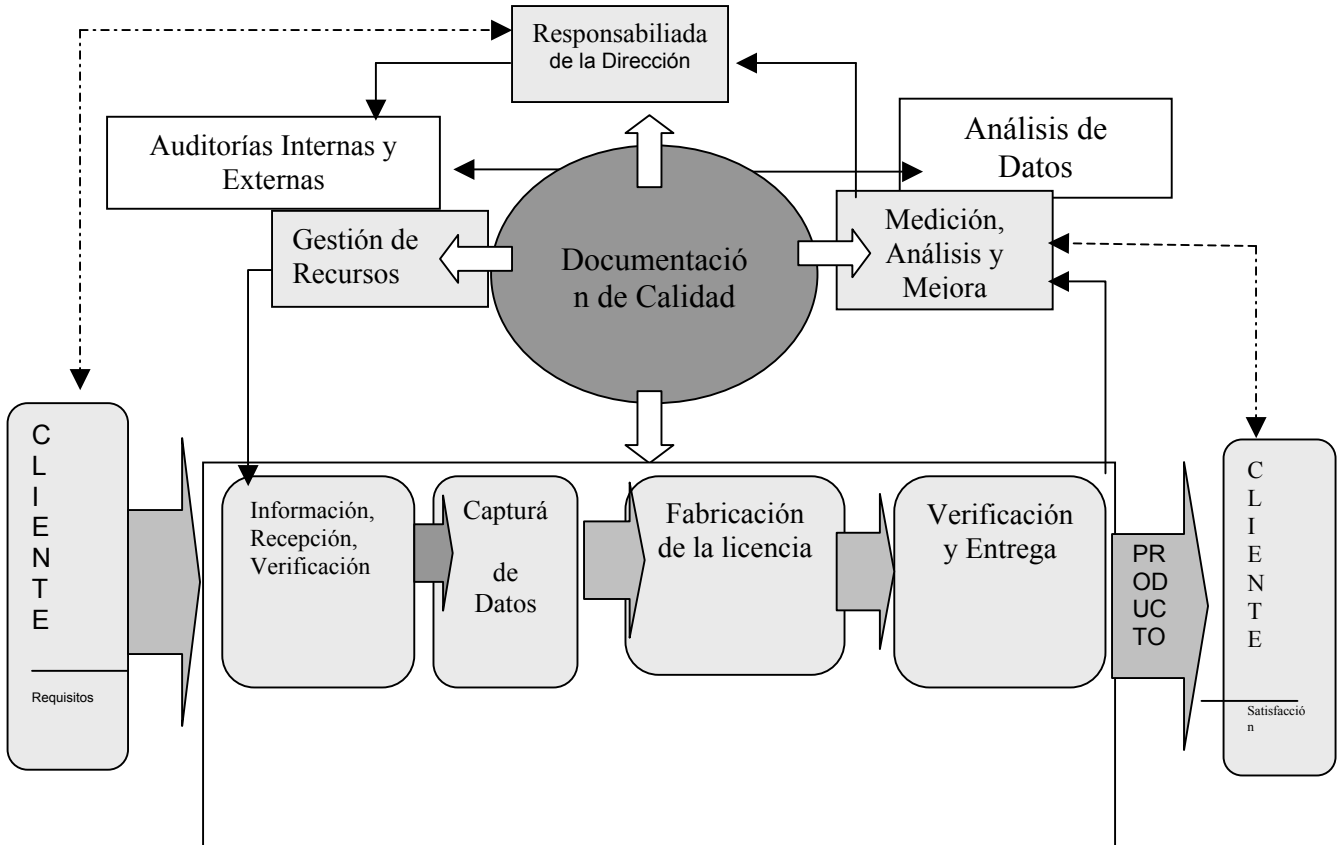 Responsabiliada
de la Dirección
Auditorías Internas y
Externas
Análisis de
Datos
Gestión de
Recursos
Documentació
n de Calidad
Medición,
Análisis y
Mejora
C
L
I
E
N
T
E
Requisitos
Información,
Recepción,
Verificación
Capturá
de
Datos
Fabricación
de la licencia
Verificación
y Entrega
PR
OD
UC
TO
C
L
I
E
N
T
E
Satisfacció
n